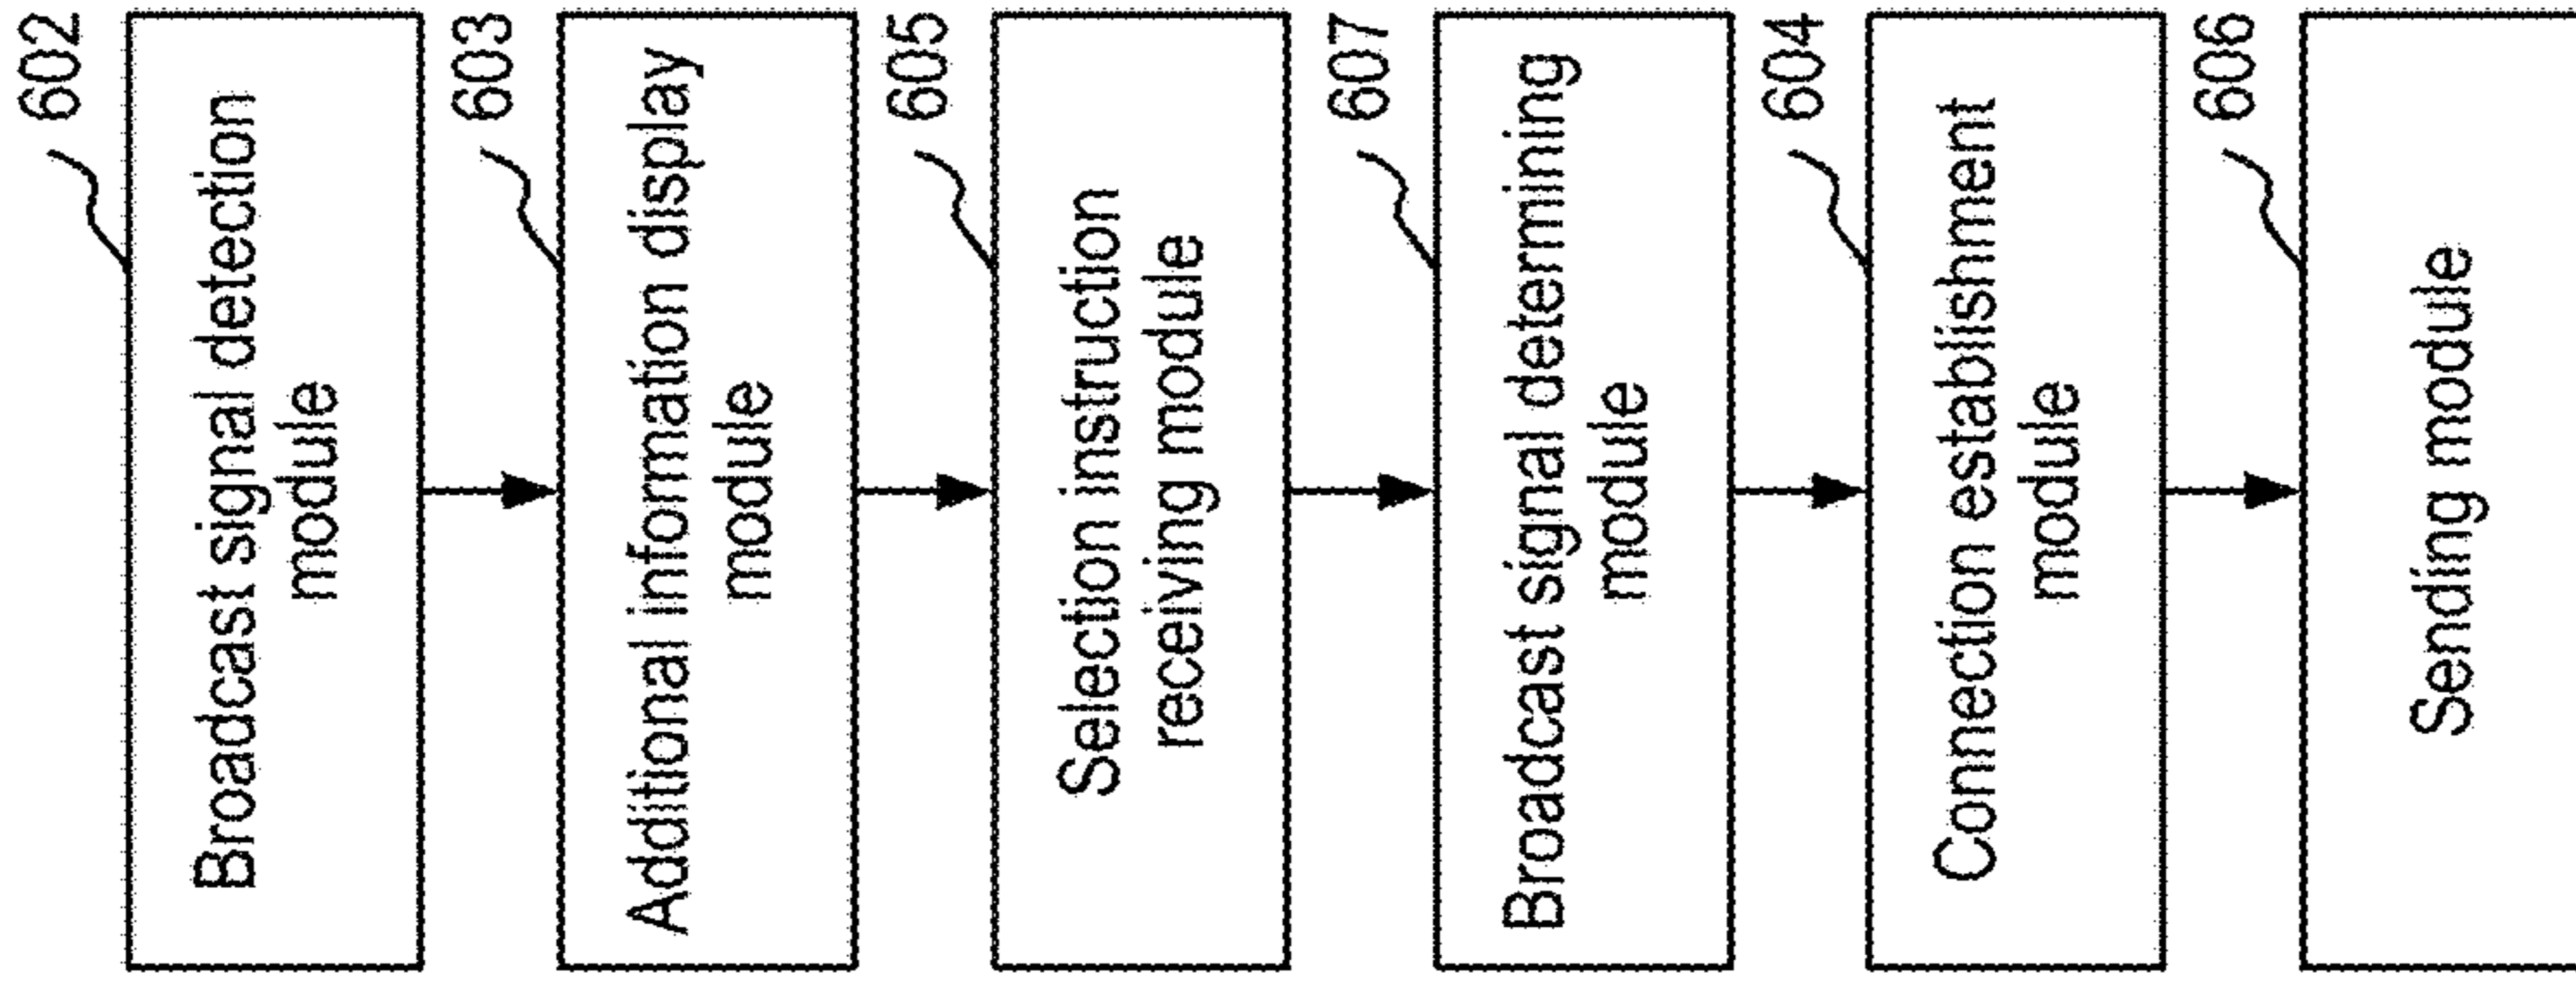 602
Broadcast signal detection
module
603
Additional information display
module
605
Selection instruction
receiving module
607
Broadcast signal determining
module
604
Connection establishment
module
606
Sending module